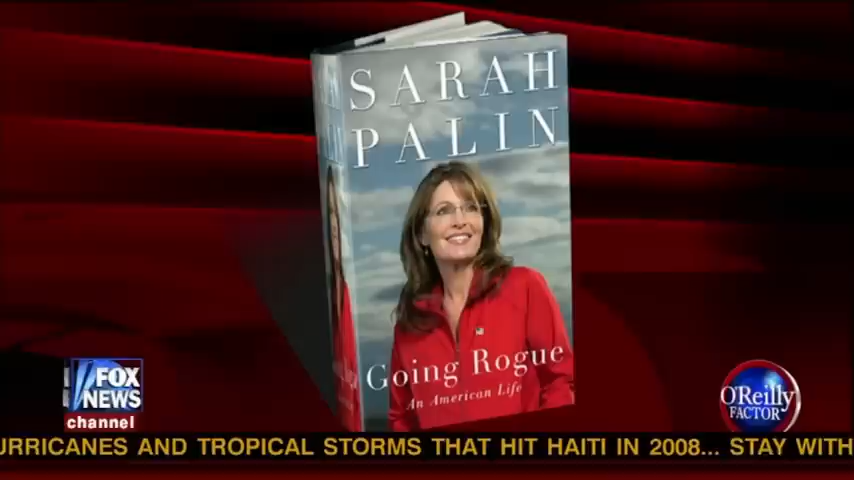 SARAH
PALIN
Going Rogue
An American Life
FOX
NEWS
channel
O'Reilly
FACTOR
URRICANES AND TROPICAL STORMS THAT HIT HAITI IN 2008... STAY WITH